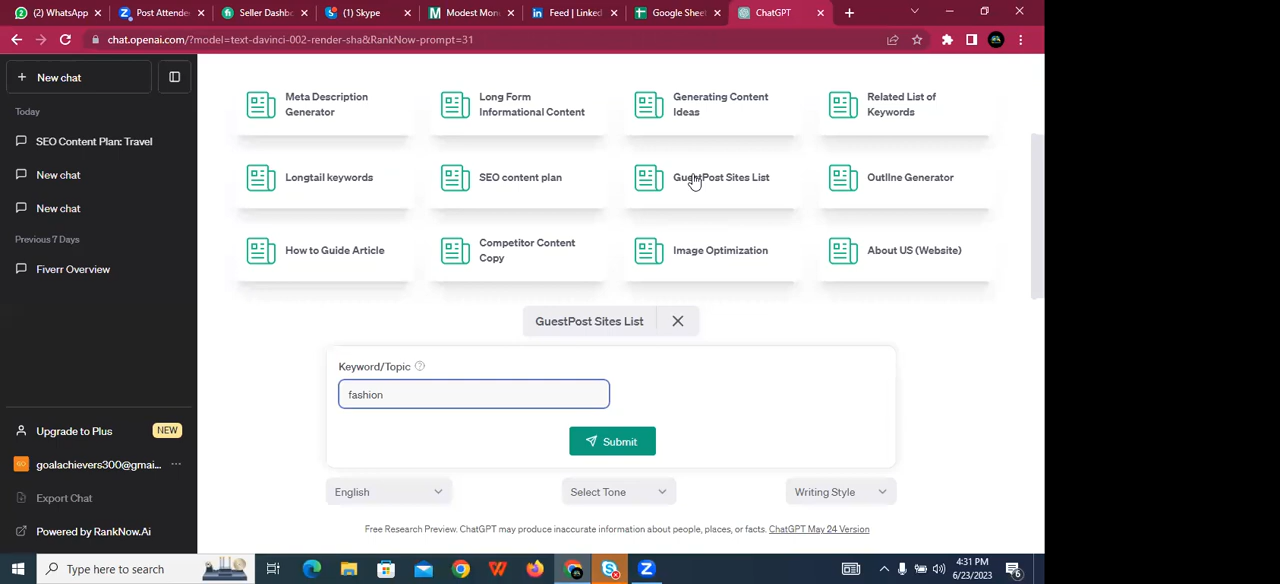 (2) WhatsApp
Post Attende
Seller Dashb
(1) Skype
Modest Mon
Feed | Linked
Google Shee
ChatGPT
chat.openai.com/?model=text-davinci-002-render-sha&RankNow-prompt=31
New chat
Today
SEO Content Plan: Travel
New chat
New chat
Previous 7 Days
Fiverr Overview
Upgrade to Plus
NEW
goalachievers300@gmai...
Export Chat
Powered by RankNow.Ai
Meta Description
Generator
Long Form
Informational Content
Generating Content
Ideas
Related List of
Keywords
Longtail keywords
SEO content plan
GuestPost Sites List
Outline Generator
How to Guide Article
Competitor Content
Copy
Image Optimization
About US (Website)
GuestPost Sites List
Keyword/Topic
fashion
Submit
English
Select Tone
Writing Style
Free Research Preview. ChatGPT may produce inaccurate information about people, places, or facts. ChatGPT May 24 Version
Type here to search
4:31 PM
6/23/2023
6